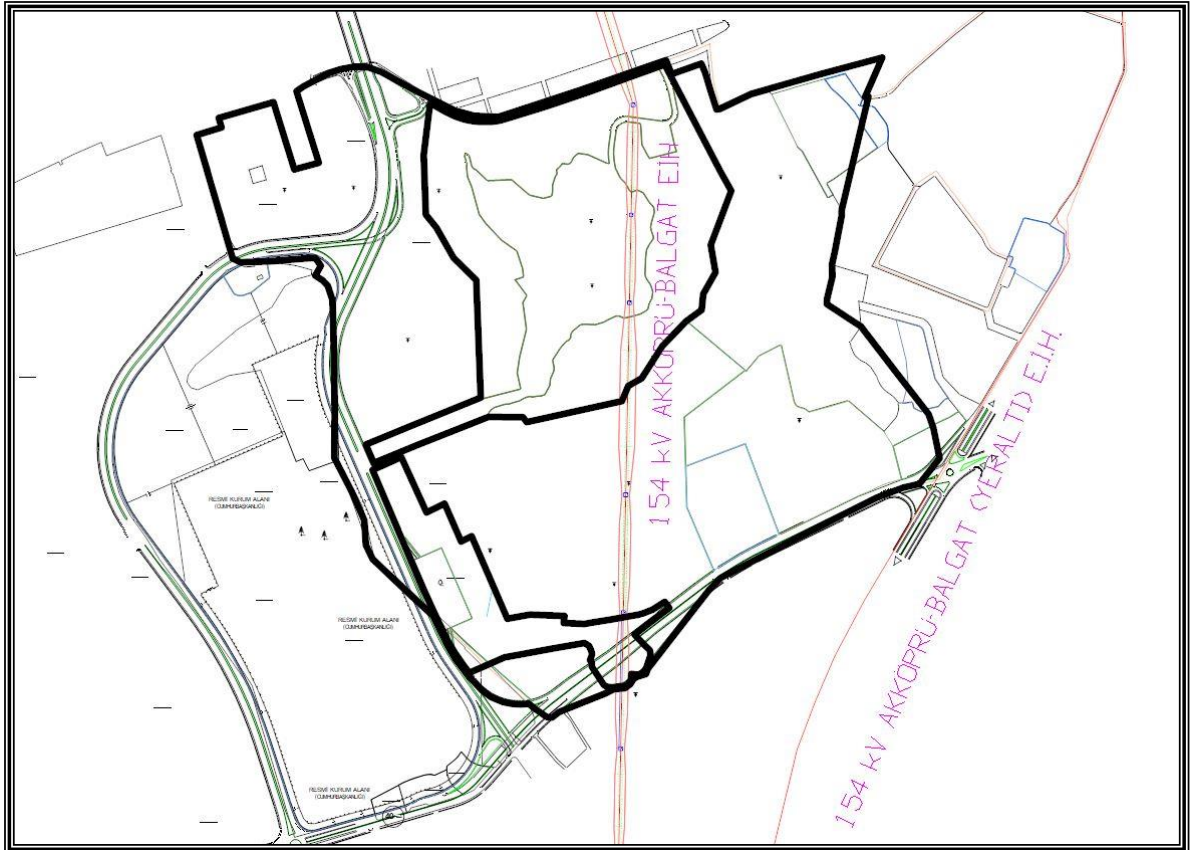 154 kV AKKÖPRÜ-BALGAT EİH
154 kV AKKÖPRÜ-BALGAT (YERALTI) E.İ.H.
RESMİ KURUM ALANI
(CUMHURBAŞKANLIĞI)
RESMİ KURUM ALANI
(CUMHURBAŞKANLIĞI)
RESMİ KURUM ALANI
(CUMHURBAŞKANLIĞI)